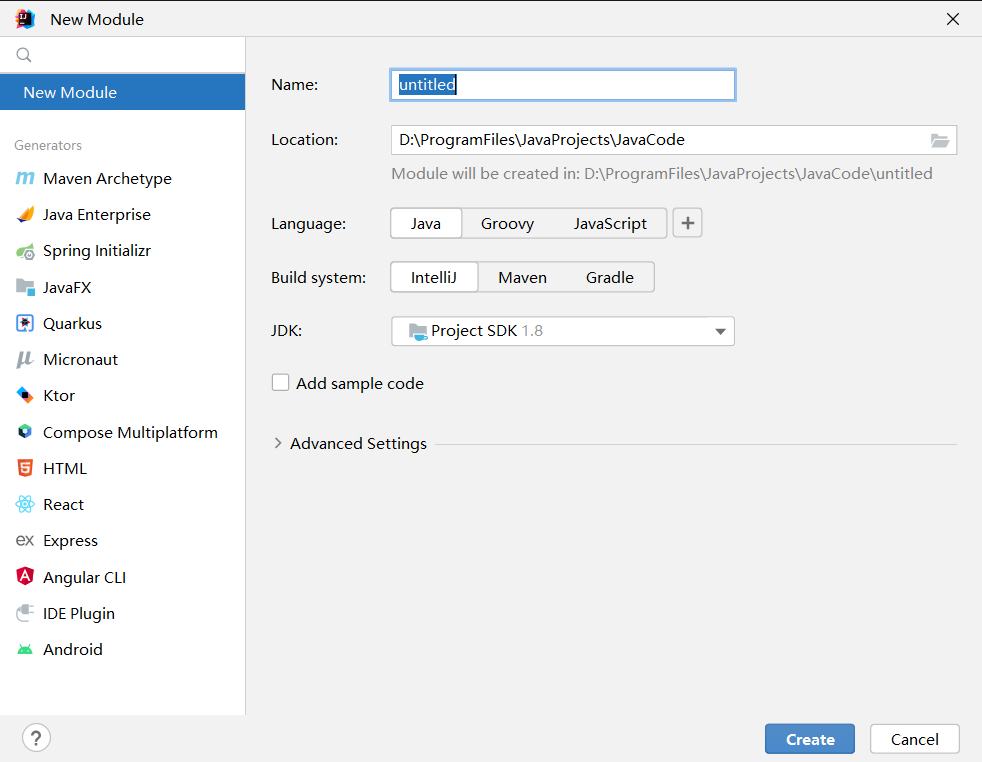 New Module
New Module
Generators
Maven Archetype
Java Enterprise
Spring Initializr
JavaFX
Quarkus
Micronaut
Ktor
Compose Multiplatform
HTML
React
ex Express
Angular CLI
IDE Plugin
Android
Name: untitled
Location: D:\ProgramFiles\JavaProjects\JavaCode
Module will be created in: D:\ProgramFiles\JavaProjects\JavaCode\untitled
Language: Java Groovy JavaScript +
Build system: IntelliJ Maven Gradle
JDK: Project SDK 1.8
Add sample code
Advanced Settings
? Create Cancel